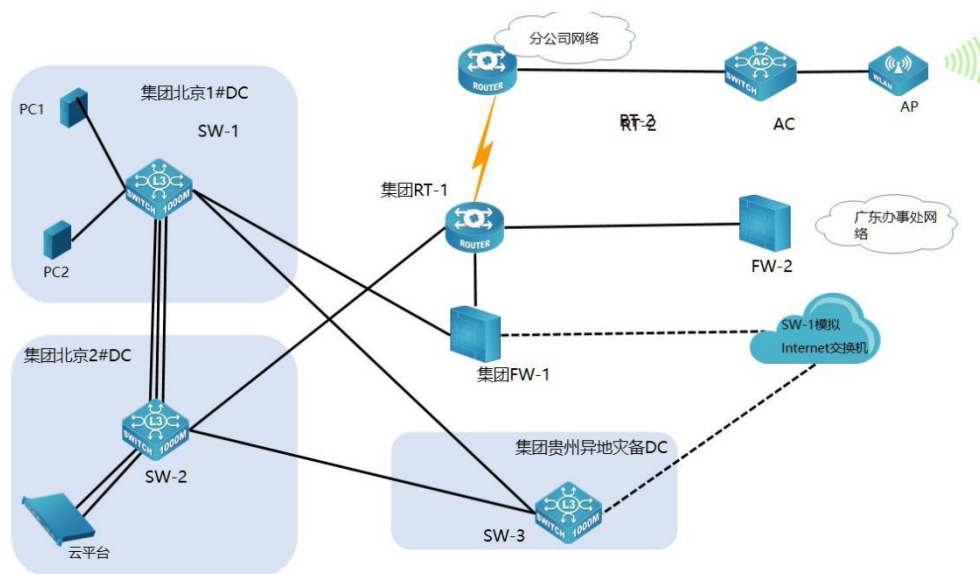 分公司网络
ROUTER
SWITCH
AC
WLAN
AP
RT-2
RT-2
AC
集团北京1#DC
PC1
SW-1
L3
SWITCH
1000M
PC2
集团RT-1
ROUTER
FW-2
广东办事处网
络
集团FW-1
SW-1模拟
Internet交换机
集团北京2#DC
L3
SWITCH
1000M
SW-2
云平台
集团贵州异地灾备DC
L3
SWITCH
1000M
SW-3